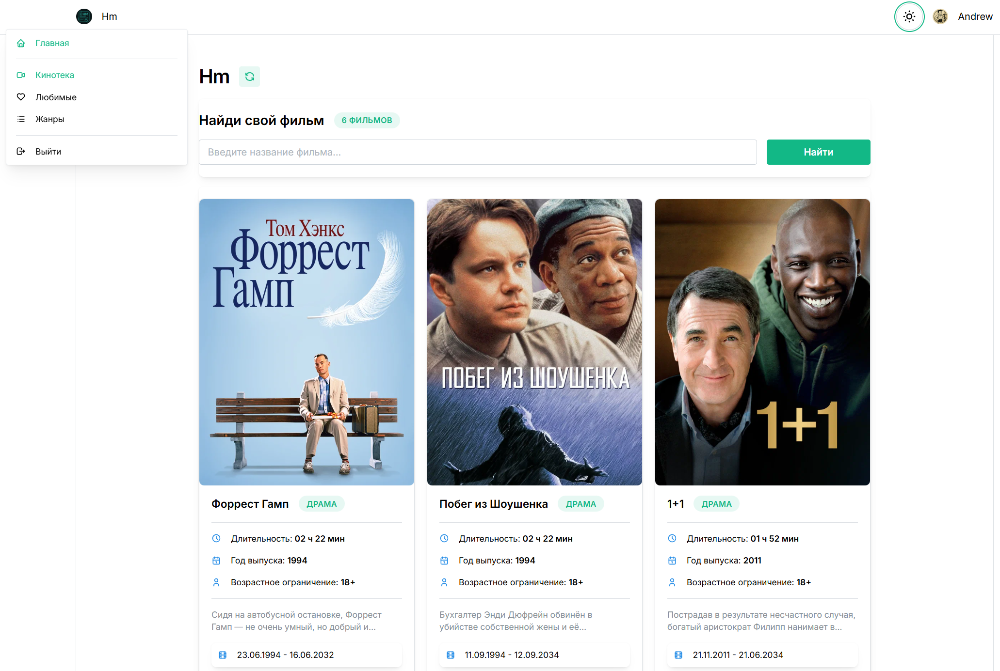 Hm
Andrew
Главная
Кинотека
Любимые
Жанры
Выйти
Hm
Найди свой фильм
6 ФИЛЬМОВ
Введите название фильма...
Найти
Том Хэнкс
Форрест
Гамп
ПОБЕГ ИЗ ШОУШЕНКА
1+1
Форрест Гамп
ДРАМА
Длительность: 02 ч 22 мин
Год выпуска: 1994
Возрастное ограничение: 18+
Сидя на автобусной остановке, Форрест
Гамп — не очень умный, но добрый и...
23.06.1994 - 16.06.2032
Побег из Шоушенка
ДРАМА
Длительность: 02 ч 22 мин
Год выпуска: 1994
Возрастное ограничение: 18+
Бухгалтер Энди Дюфрейн обвинён в
убийстве собственной жены и её...
11.09.1994 - 12.09.2034
1+1
ДРАМА
Длительность: 01 ч 52 мин
Год выпуска: 2011
Возрастное ограничение: 18+
Пострадав в результате несчастного случая,
богатый аристократ Филипп нанимает в...
21.11.2011 - 21.06.2034